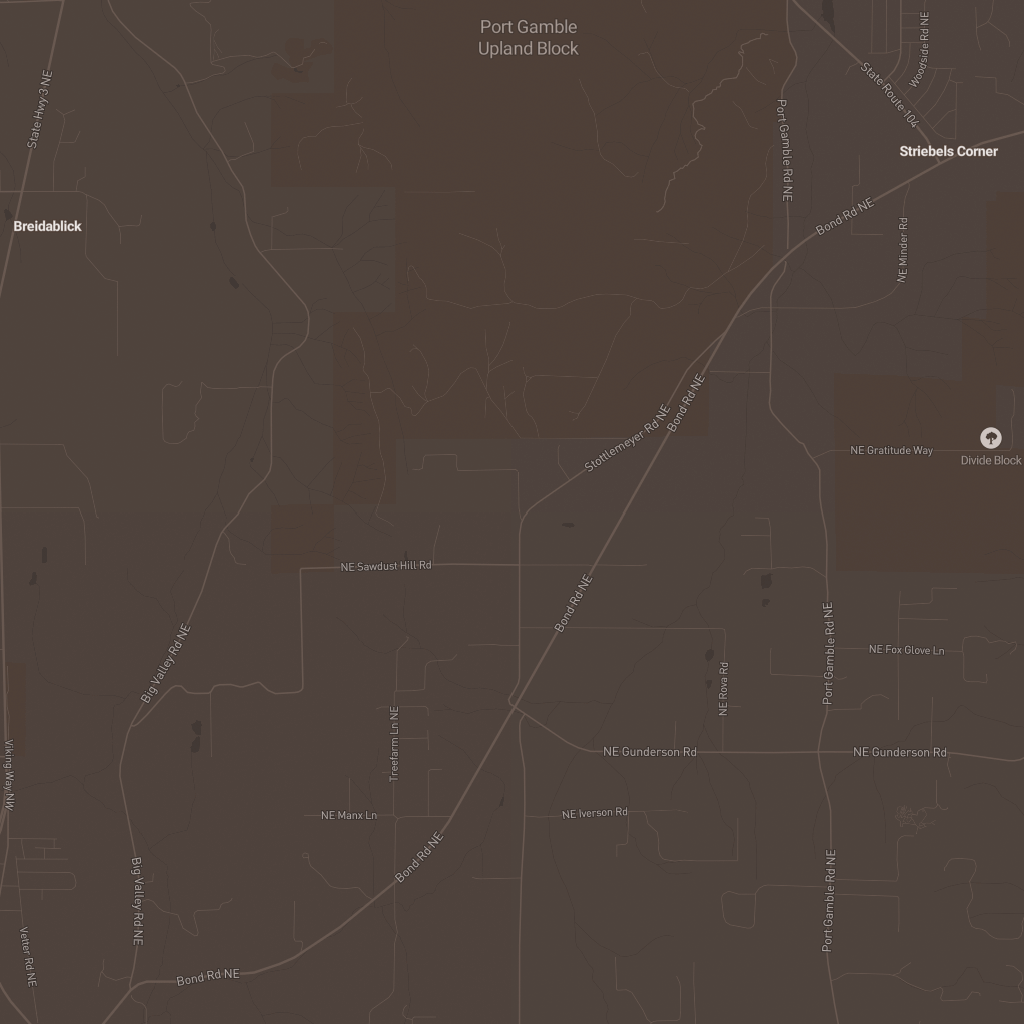 Port Gamble
Upland Block
Woodside Rd NE
State Route 104
State Hwy 3 NE
Port Gamble Rd NE
Striebels Corner
Breidablick
Bond Rd NE
NE Minder Rd
Bond Rd NE
Stottlemeyer Rd NE
NE Gratitude Way
Divide Block
NE Sawdust Hill Rd
Bond Rd NE
Port Gamble Rd NE
Big Valley Rd NE
NE Fox Glove Ln
NE Rova Rd
Treefarm Ln NE
NE Gunderson Rd
NE Gunderson Rd
Viking Way NW
NE Manx Ln
NE Iverson Rd
Bond Rd NE
Big Valley Rd NE
Port Gamble Rd NE
Vetter Rd NE
Bond Rd NE